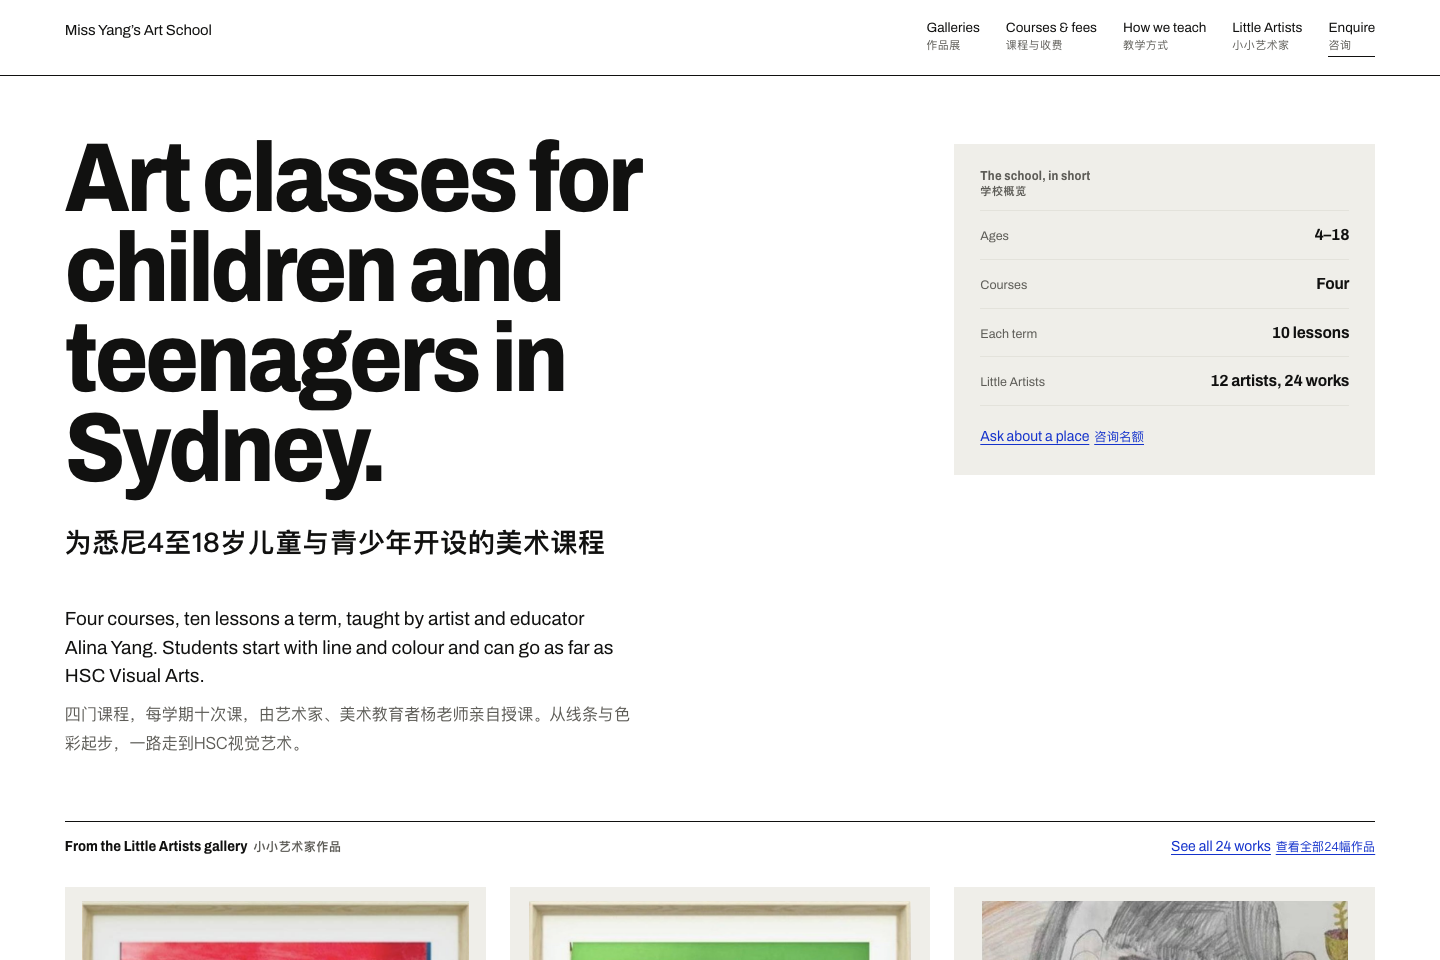 Miss Yang’s Art School
Galleries
作品展
Courses & fees
课程与收费
How we teach
教学方式
Little Artists
小小艺术家
Enquire
咨询
Art classes for
children and
teenagers in
Sydney.
为悉尼4至18岁儿童与青少年开设的美术课程
Four courses, ten lessons a term, taught by artist and educator
Alina Yang. Students start with line and colour and can go as far as
HSC Visual Arts.
四门课程，每学期十次课，由艺术家、美术教育者杨老师亲自授课。从线条与色
彩起步，一路走到HSC视觉艺术。
The school, in short
学校概览
Ages 4–18
Courses Four
Each term 10 lessons
Little Artists 12 artists, 24 works
Ask about a place 咨询名额
From the Little Artists gallery 小小艺术家作品
See all 24 works 查看全部24幅作品